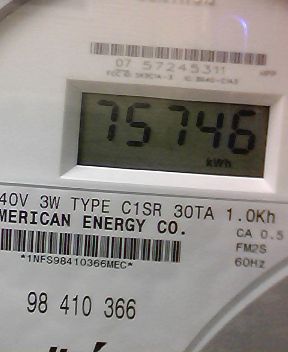 07 57245311
75746
kWh
40V 3W TYPE C1SR 30TA 1.0Kh
MERICAN ENERGY CO.
CA 0.5
FM2S
60Hz
*1NFS98410366MEC*
98 410 366